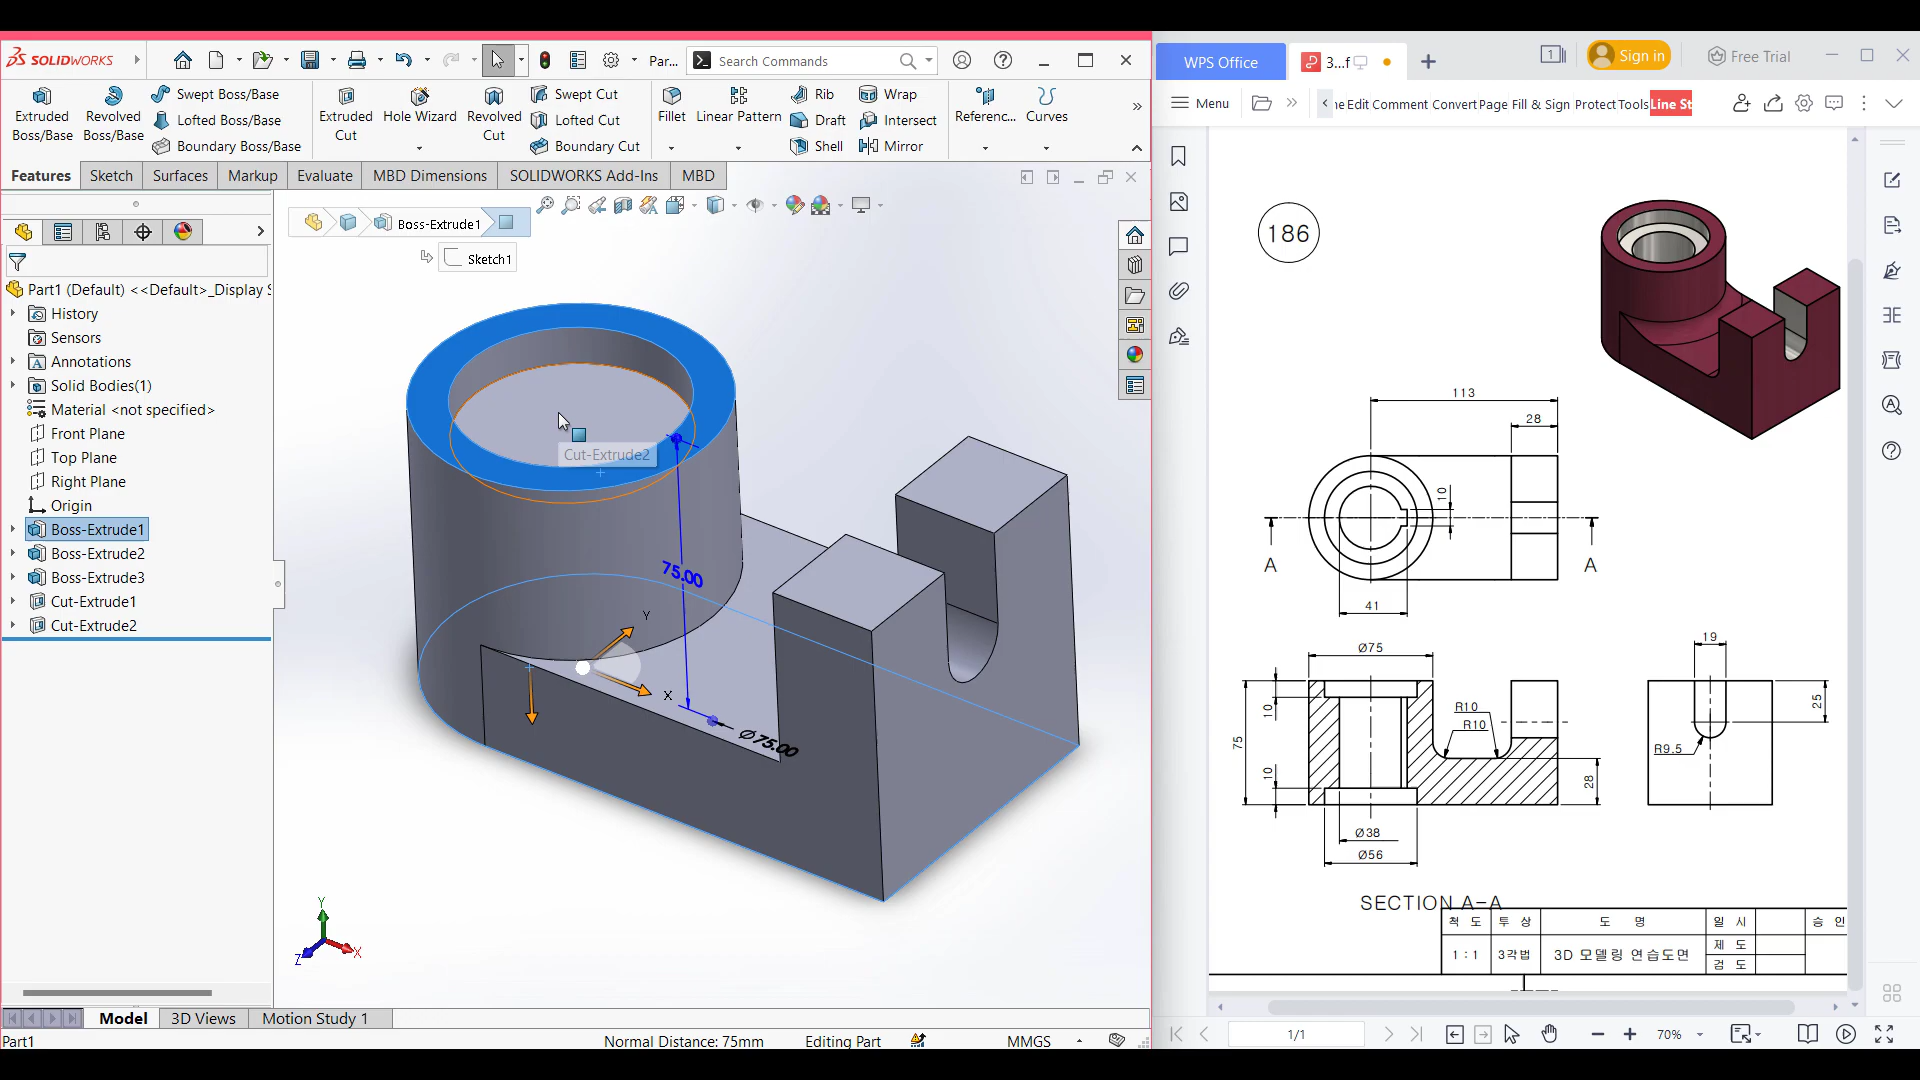 SOLIDWORKS
Par...
Search Commands
Extruded Boss/Base
Revolved Boss/Base
Swept Boss/Base
Lofted Boss/Base
Boundary Boss/Base
Extruded Cut
Hole Wizard
Revolved Cut
Swept Cut
Lofted Cut
Boundary Cut
Fillet
Linear Pattern
Rib
Draft
Shell
Wrap
Intersect
Mirror
Referenc...
Curves
Features
Sketch
Surfaces
Markup
Evaluate
MBD Dimensions
SOLIDWORKS Add-Ins
MBD
Boss-Extrude1
Sketch1
Part1 (Default) <<Default>_Display S
History
Sensors
Annotations
Solid Bodies(1)
Material <not specified>
Front Plane
Top Plane
Right Plane
Origin
Boss-Extrude1
Boss-Extrude2
Boss-Extrude3
Cut-Extrude1
Cut-Extrude2
Cut-Extrude2
75.00
Y
X
Ø75.00
Y
X
Z
Model
3D Views
Motion Study 1
Part1
Normal Distance: 75mm
Editing Part
MMGS
WPS Office
3...f
1
Sign in
Free Trial
Menu
Edit Comment Convert Page Fill & Sign Protect Tools Line St
186
113
28
10
A
A
41
Ø75
19
10
R10
R10
75
25
R9.5
10
28
Ø38
Ø56
SECTION A-A
척 도
투 상
도 명
일 시
승 인
1 : 1
3각법
3D 모델링 연습도면
제 도
검 도
1/1
70%